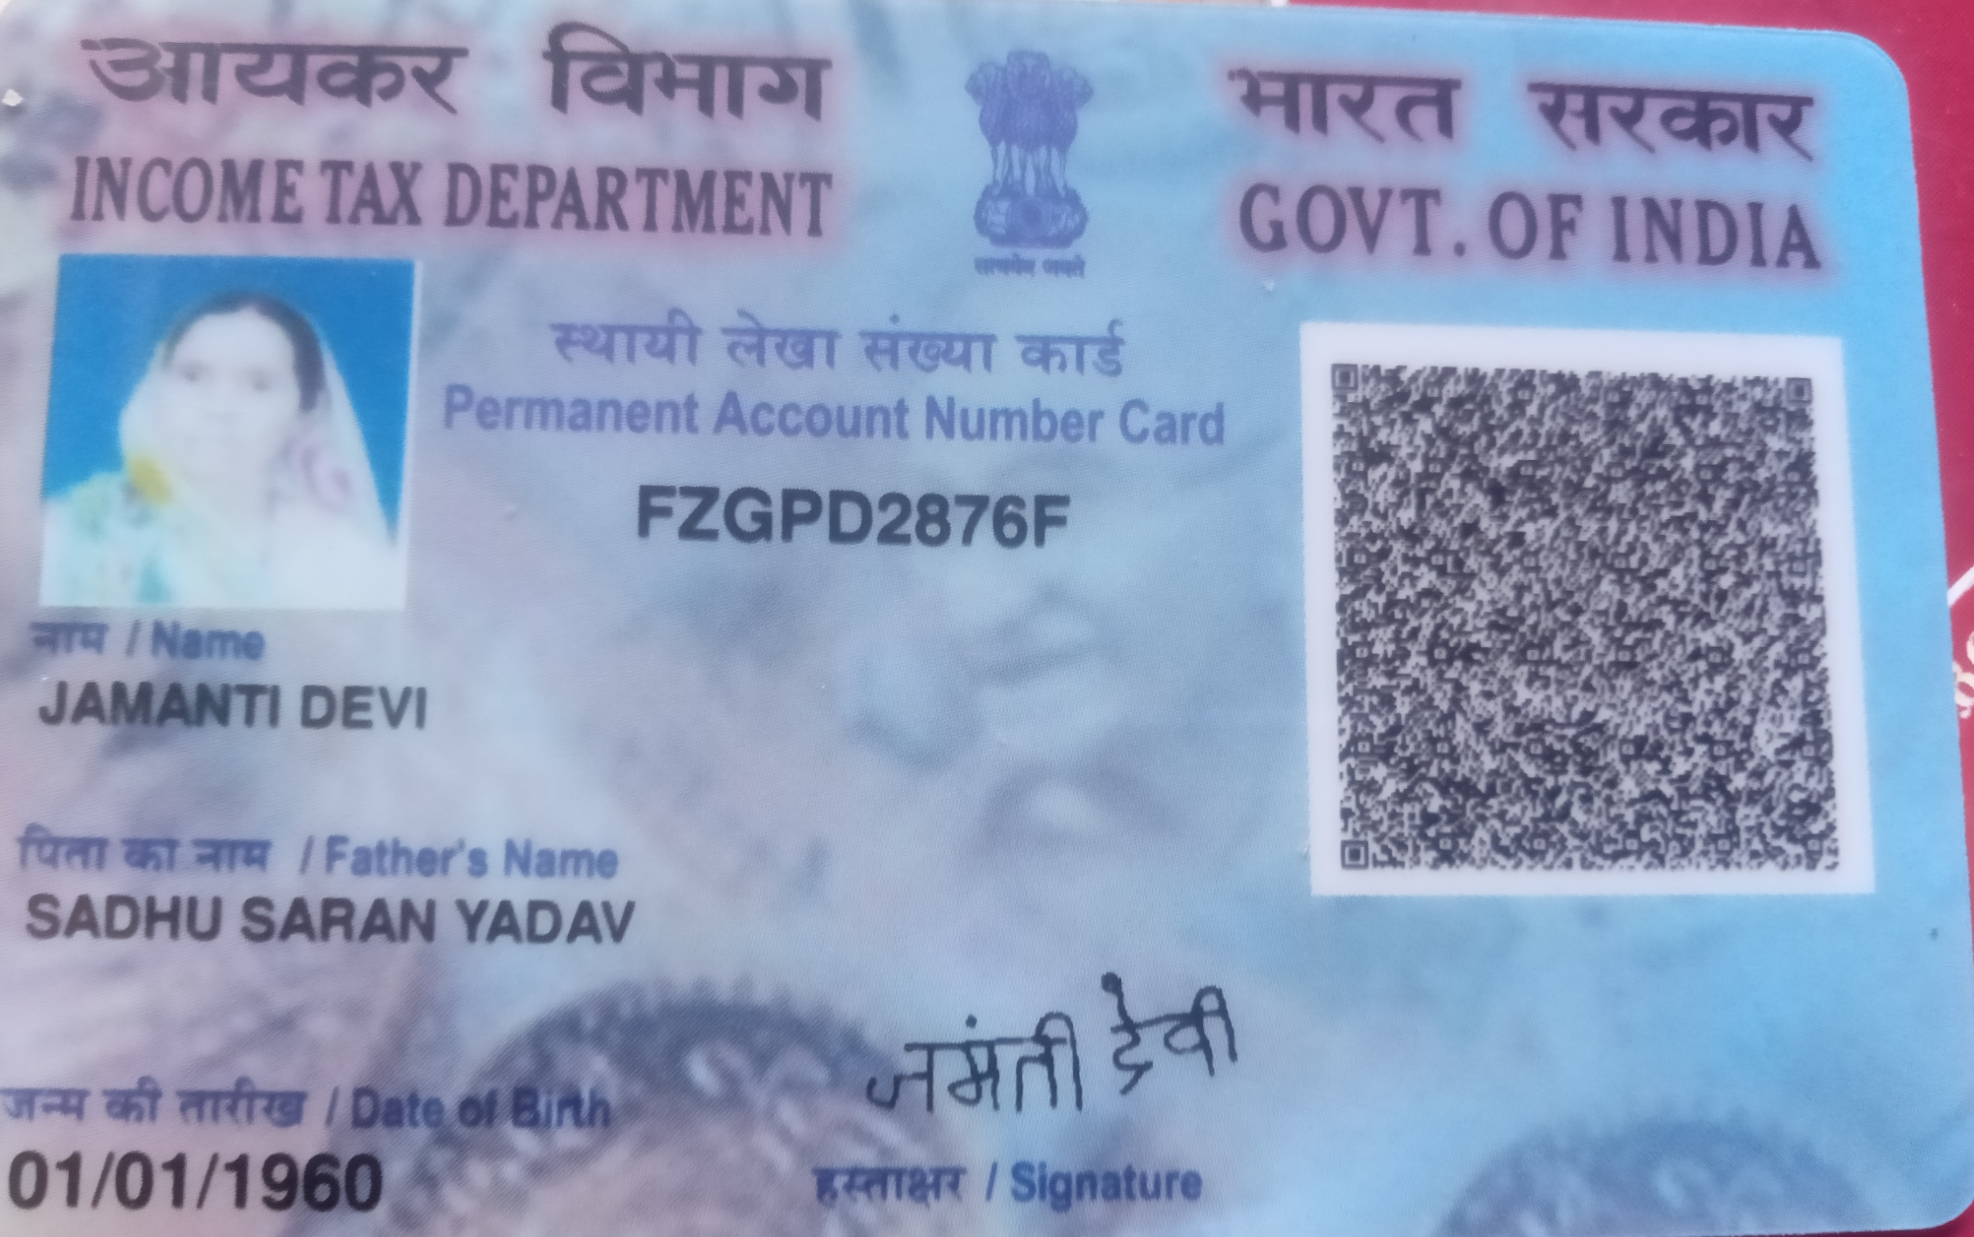 आयकर विभाग
INCOME TAX DEPARTMENT
भारत सरकार
GOVT. OF INDIA
सत्यमेव जयते
स्थायी लेखा संख्या कार्ड
Permanent Account Number Card
FZGPD2876F
नाम / Name
JAMANTI DEVI
पिता का नाम / Father's Name
SADHU SARAN YADAV
जन्म की तारीख / Date of Birth
01/01/1960
जमंती देवी
हस्ताक्षर / Signature